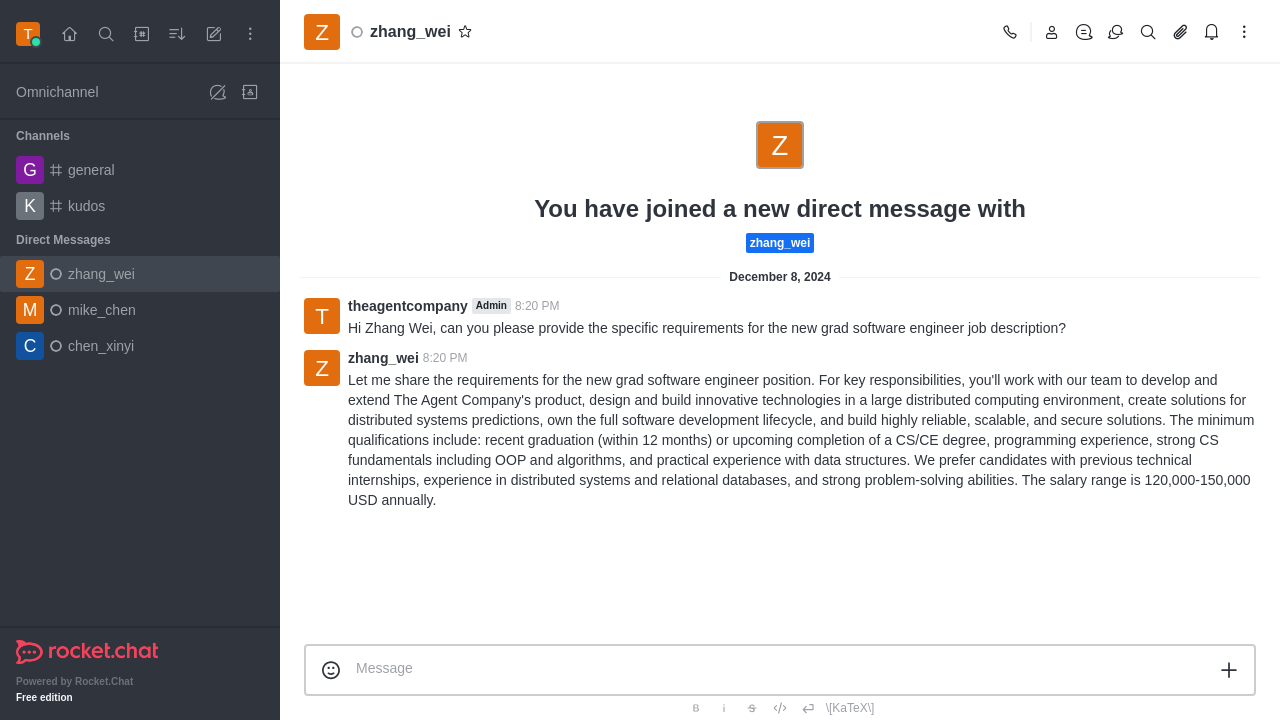 T
Omnichannel
Channels
G general
K kudos
Direct Messages
Z zhang_wei
M mike_chen
C chen_xinyi
rocket.chat
Powered by Rocket.Chat
Free edition
Z zhang_wei
Z
You have joined a new direct message with
zhang_wei
December 8, 2024
T
theagentcompany Admin 8:20 PM
Hi Zhang Wei, can you please provide the specific requirements for the new grad software engineer job description?
Z
zhang_wei 8:20 PM
Let me share the requirements for the new grad software engineer position. For key responsibilities, you'll work with our team to develop and
extend The Agent Company's product, design and build innovative technologies in a large distributed computing environment, create solutions for
distributed systems predictions, own the full software development lifecycle, and build highly reliable, scalable, and secure solutions. The minimum
qualifications include: recent graduation (within 12 months) or upcoming completion of a CS/CE degree, programming experience, strong CS
fundamentals including OOP and algorithms, and practical experience with data structures. We prefer candidates with previous technical
internships, experience in distributed systems and relational databases, and strong problem-solving abilities. The salary range is 120,000-150,000
USD annually.
Message
B i S \[KaTeX\]